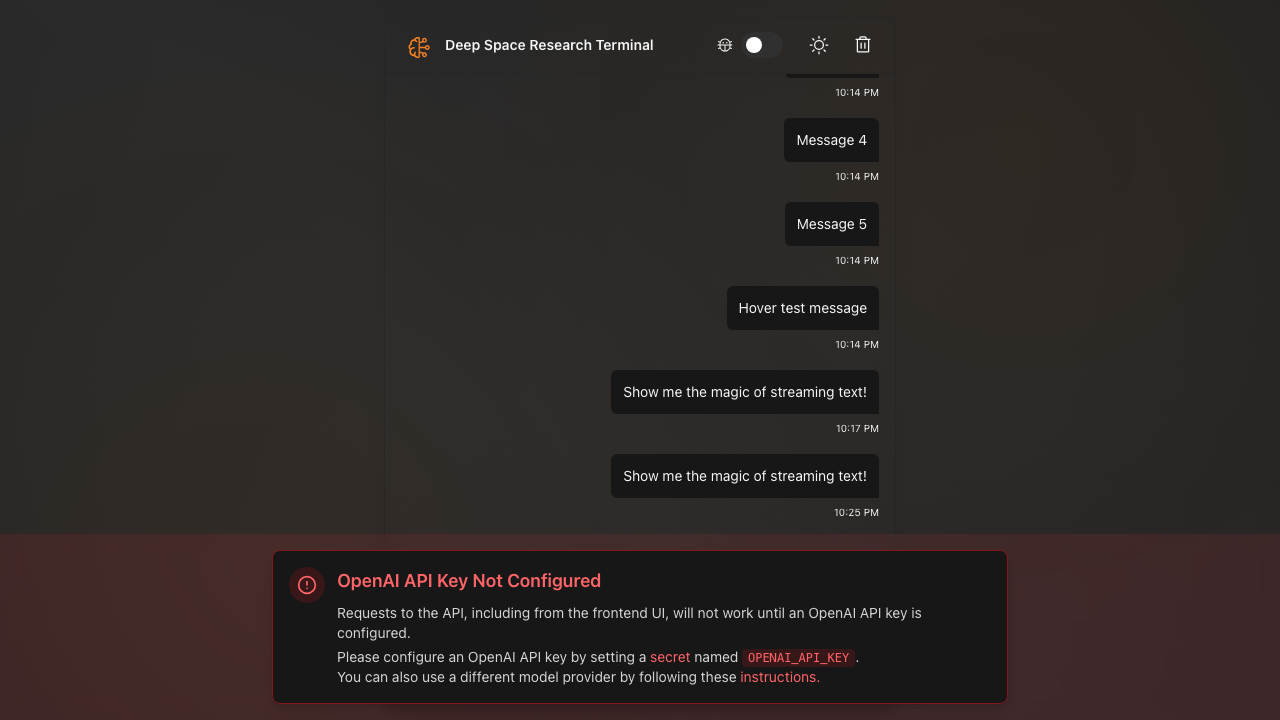 Deep Space Research Terminal
10:14 PM
Message 4
10:14 PM
Message 5
10:14 PM
Hover test message
10:14 PM
Show me the magic of streaming text!
10:17 PM
Show me the magic of streaming text!
10:25 PM
OpenAI API Key Not Configured
Requests to the API, including from the frontend UI, will not work until an OpenAI API key is
configured.
Please configure an OpenAI API key by setting a secret named OPENAI_API_KEY.
You can also use a different model provider by following these instructions.